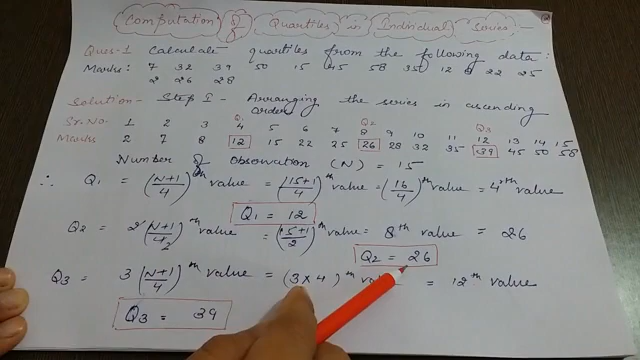 Computation of Quartiles in Individual Series:
Ques-1 Calculate quartiles from the following data:
Marks: 7 32 39 50 15 45 58 35 12 8 22 25
2 26 28
Solution- Step I- Arranging the series in ascending order
Q1 Q2 Q3
Sr.No. 1 2 3 4 5 6 7 8 9 10 11 12 13 14 15
Marks 2 7 8 12 15 22 25 26 28 32 35 39 45 50 58
Number of Observation (N) = 15
∴ Q1 = (N+1/4)th value = (15+1/4)th value = (16/4)th value = 4th value
Q1 = 12
Q2 = 2(N+1/4 2)th value = (15+1/2)th value = 8th value = 26
Q2 = 26
Q3 = 3(N+1/4)th value = (3×4)th = 12th value
Q3 = 39